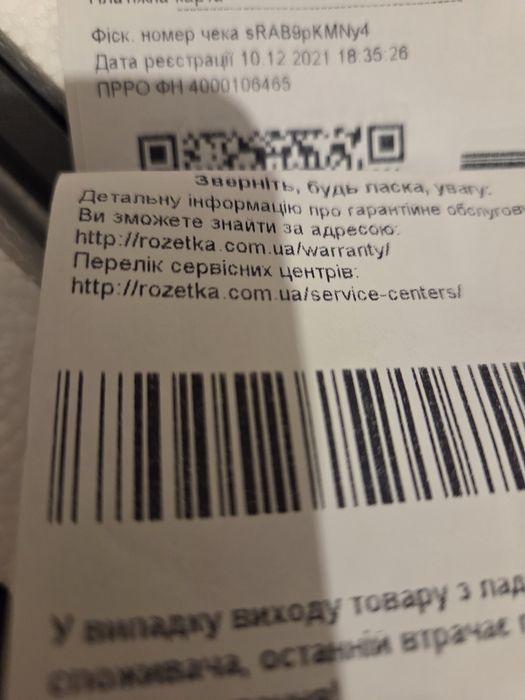 Фіск. номер чека sRAB9pKMNy4
Дата реєстрації 10.12.2021 18:35:26
ПРРО ФН 4000106465
Зверніть, будь ласка, увагу:
Детальну інформацію про гарантійне обслугов
Ви зможете знайти за адресою:
http://rozetka.com.ua/warranty/
Перелік сервісних центрів:
http://rozetka.com.ua/service-centers/
У випадку виходу товару з лад
споживача, останній втрачає п